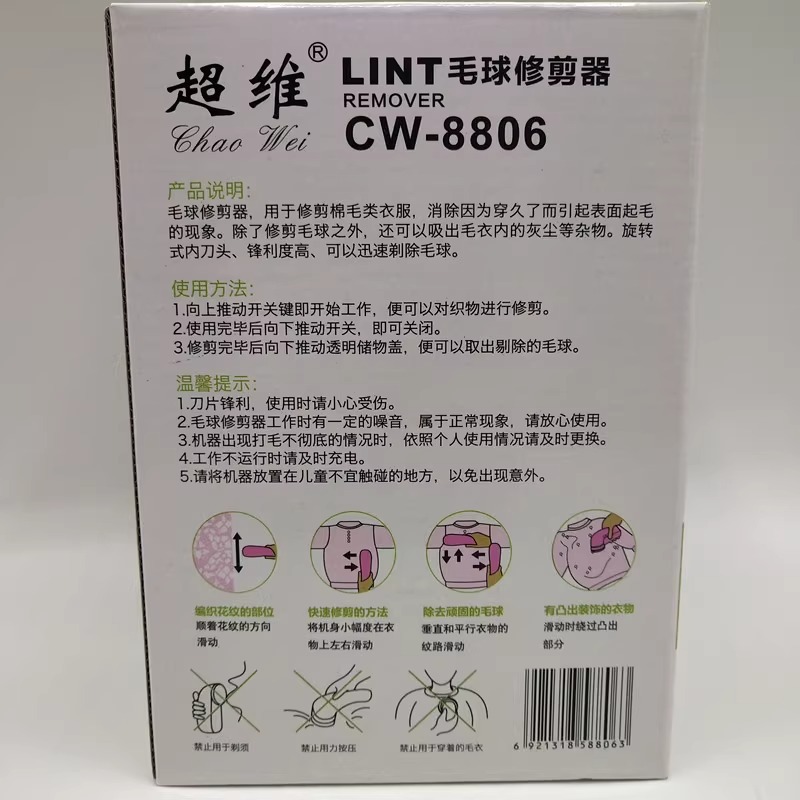 超维® LINT毛球修剪器
REMOVER
Chao Wei CW-8806
产品说明：
毛球修剪器，用于修剪棉毛类衣服，消除因为穿久了而引起表面起毛
的现象。除了修剪毛球之外，还可以吸出毛衣内的灰尘等杂物。旋转
式内刀头、锋利度高、可以迅速剃除毛球。
使用方法：
1.向上推动开关键即开始工作，便可以对织物进行修剪。
2.使用完毕后向下推动开关，即可关闭。
3.修剪完毕后向下推动透明储物盖，便可以取出剔除的毛球。
温馨提示：
1.刀片锋利，使用时请小心受伤。
2.毛球修剪器工作时有一定的噪音，属于正常现象，请放心使用。
3.机器出现打毛不彻底的情况时，依照个人使用情况请及时更换。
4.工作不运行时请及时充电。
5.请将机器放置在儿童不宜触碰的地方，以免出现意外。
编织花纹的部位
顺着花纹的方向
滑动
快速修剪的方法
将机身小幅度在衣
物上左右滑动
除去顽固的毛球
垂直和平行衣物的
纹路滑动
有凸出装饰的衣物
滑动时绕过凸出
部分
禁止用于剃须
禁止用力按压
禁止用于穿着的毛衣
6 921318 588063